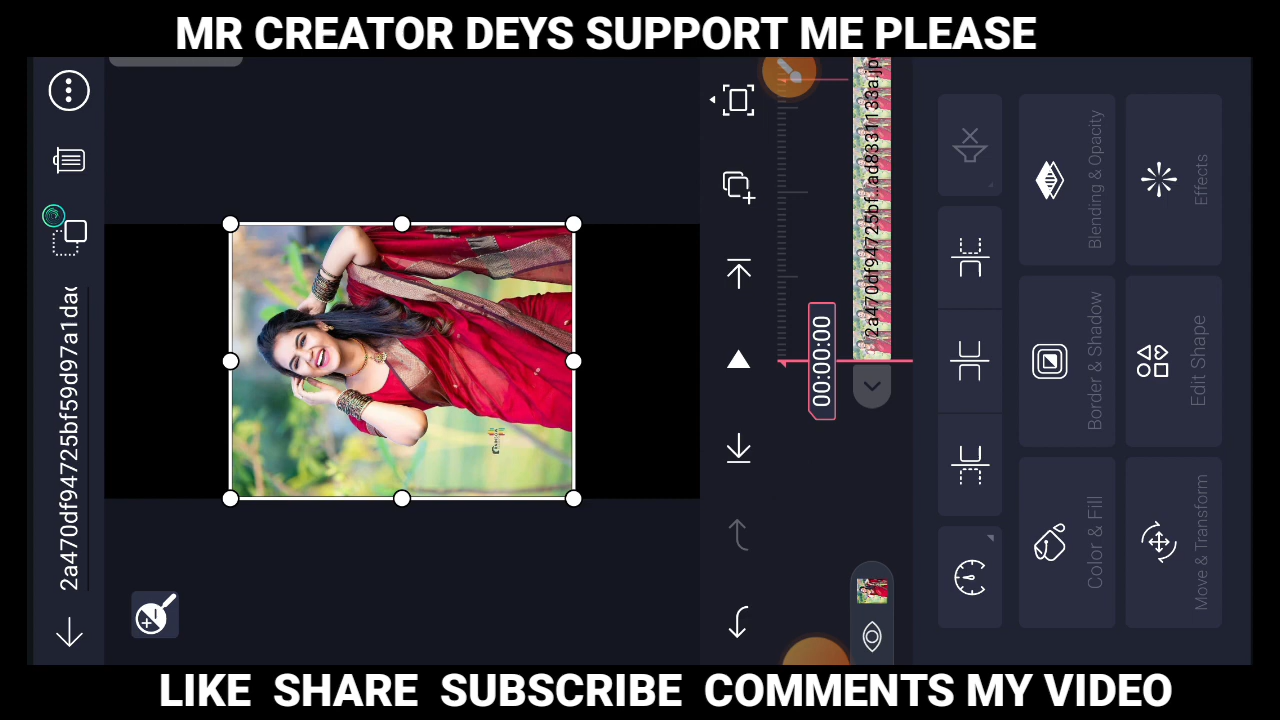 MR CREATOR DEYS SUPPORT ME PLEASE
2a470df94725bf59d97a1dac
00:00:00
Blending & Opacity
Effects
Border & Shadow
Edit Shape
Color & Fill
Move & Transform
LIKE SHARE SUBSCRIBE COMMENTS MY VIDEO